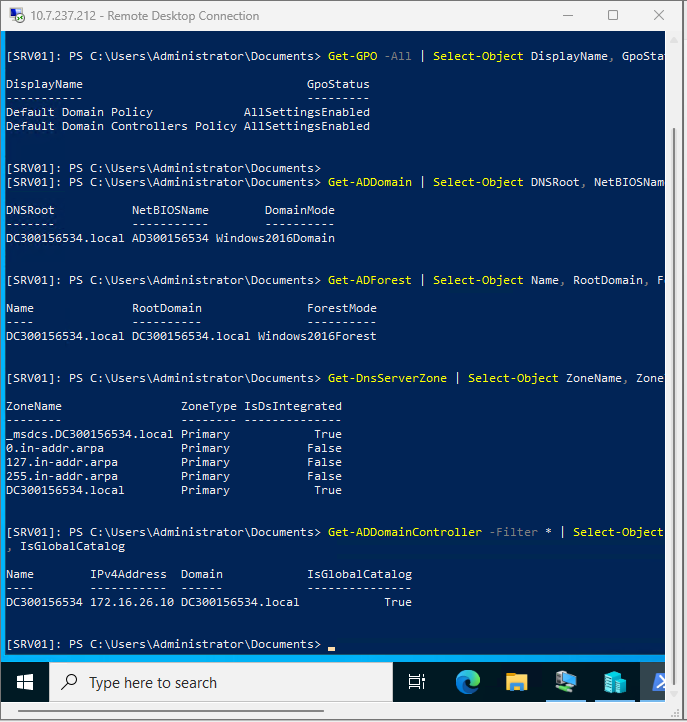 10.7.237.212 - Remote Desktop Connection
[SRV01]: PS C:\Users\Administrator\Documents> Get-GPO -All | Select-Object DisplayName, GpoStat
DisplayName GpoStatus
----------- ---------
Default Domain Policy AllSettingsEnabled
Default Domain Controllers Policy AllSettingsEnabled
[SRV01]: PS C:\Users\Administrator\Documents>
[SRV01]: PS C:\Users\Administrator\Documents> Get-ADDomain | Select-Object DNSRoot, NetBIOSNam
DNSRoot NetBIOSName DomainMode
------- ----------- ----------
DC300156534.local AD300156534 Windows2016Domain
[SRV01]: PS C:\Users\Administrator\Documents> Get-ADForest | Select-Object Name, RootDomain, Fo
Name RootDomain ForestMode
---- ---------- ----------
DC300156534.local DC300156534.local Windows2016Forest
[SRV01]: PS C:\Users\Administrator\Documents> Get-DnsServerZone | Select-Object ZoneName, Zone
ZoneName ZoneType IsDsIntegrated
-------- -------- --------------
_msdcs.DC300156534.local Primary True
0.in-addr.arpa Primary False
127.in-addr.arpa Primary False
255.in-addr.arpa Primary False
DC300156534.local Primary True
[SRV01]: PS C:\Users\Administrator\Documents> Get-ADDomainController -Filter * | Select-Object
, IsGlobalCatalog
Name IPv4Address Domain IsGlobalCatalog
---- ----------- ------ ---------------
DC300156534 172.16.26.10 DC300156534.local True
[SRV01]: PS C:\Users\Administrator\Documents>
Type here to search